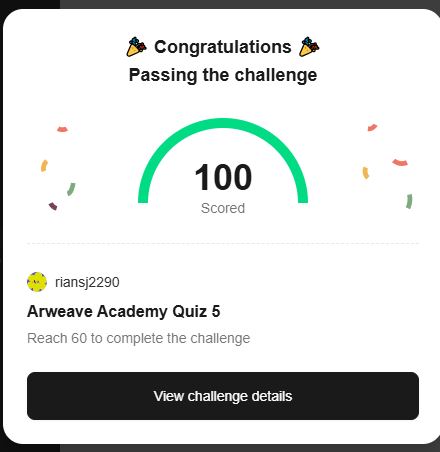 🎉 Congratulations 🎉
Passing the challenge
100
Scored
riansj2290
Arweave Academy Quiz 5
Reach 60 to complete the challenge
View challenge details